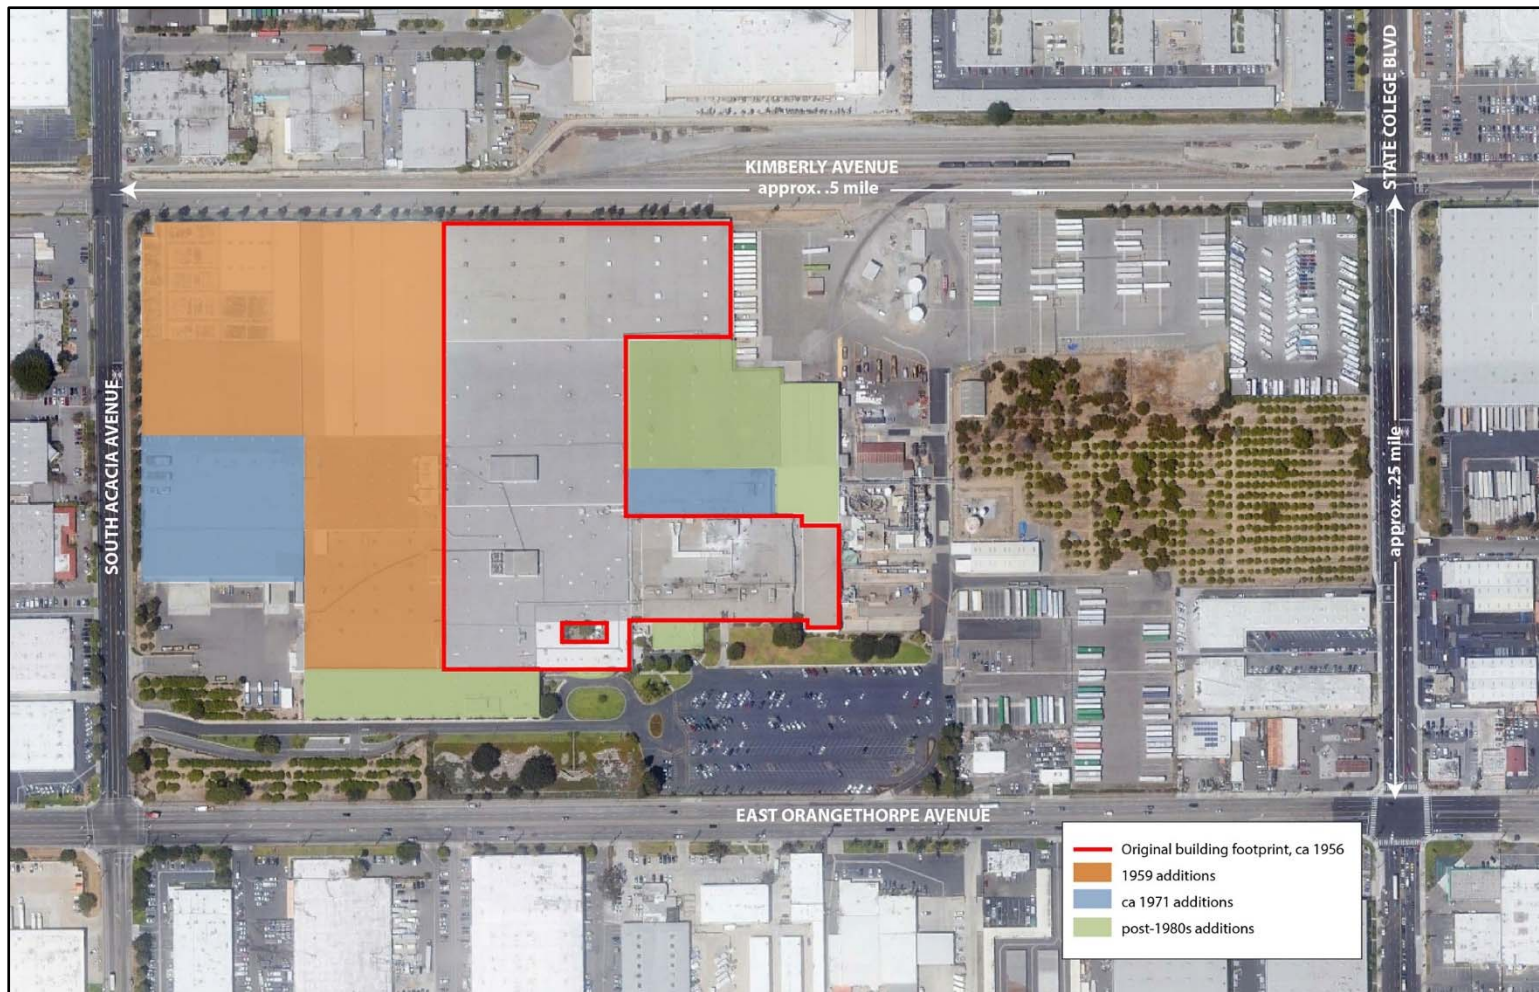 KIMBERLY AVENUE
approx. .5 mile
STATE COLLEGE BLVD
SOUTH ACACIA AVENUE
approx. .25 mile
EAST ORANGETHORPE AVENUE
Original building footprint, ca 1956
1959 additions
ca 1971 additions
post-1980s additions